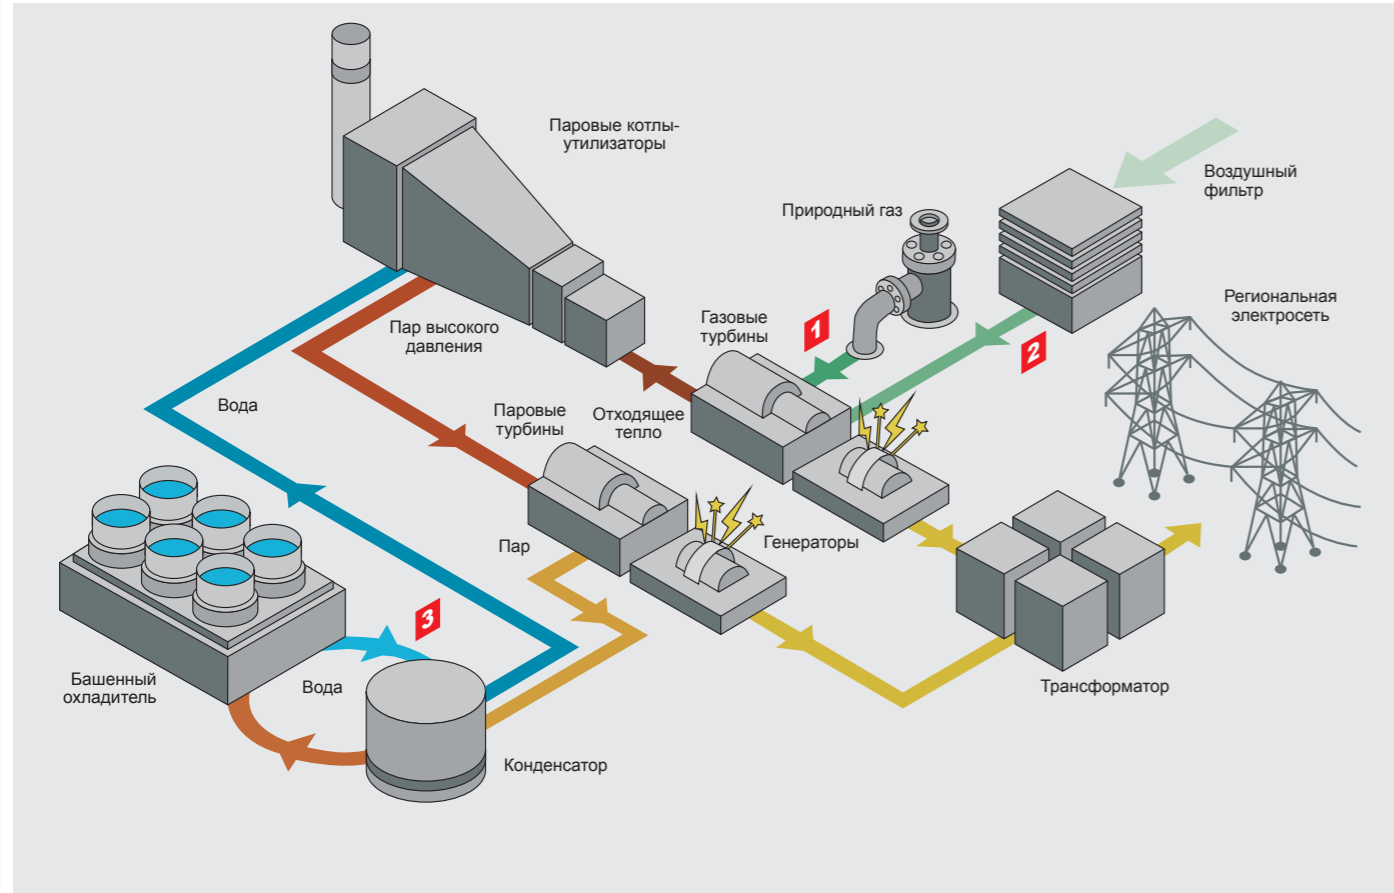 Паровые котлы-
утилизаторы
Воздушный
фильтр
Природный газ
Региональная
электросеть
Газовые
турбины
1
2
Пар высокого
давления
Вода
Паровые
турбины
Отходящее
тепло
Пар
Генераторы
3
Башенный
охладитель
Вода
Трансформатор
Конденсатор